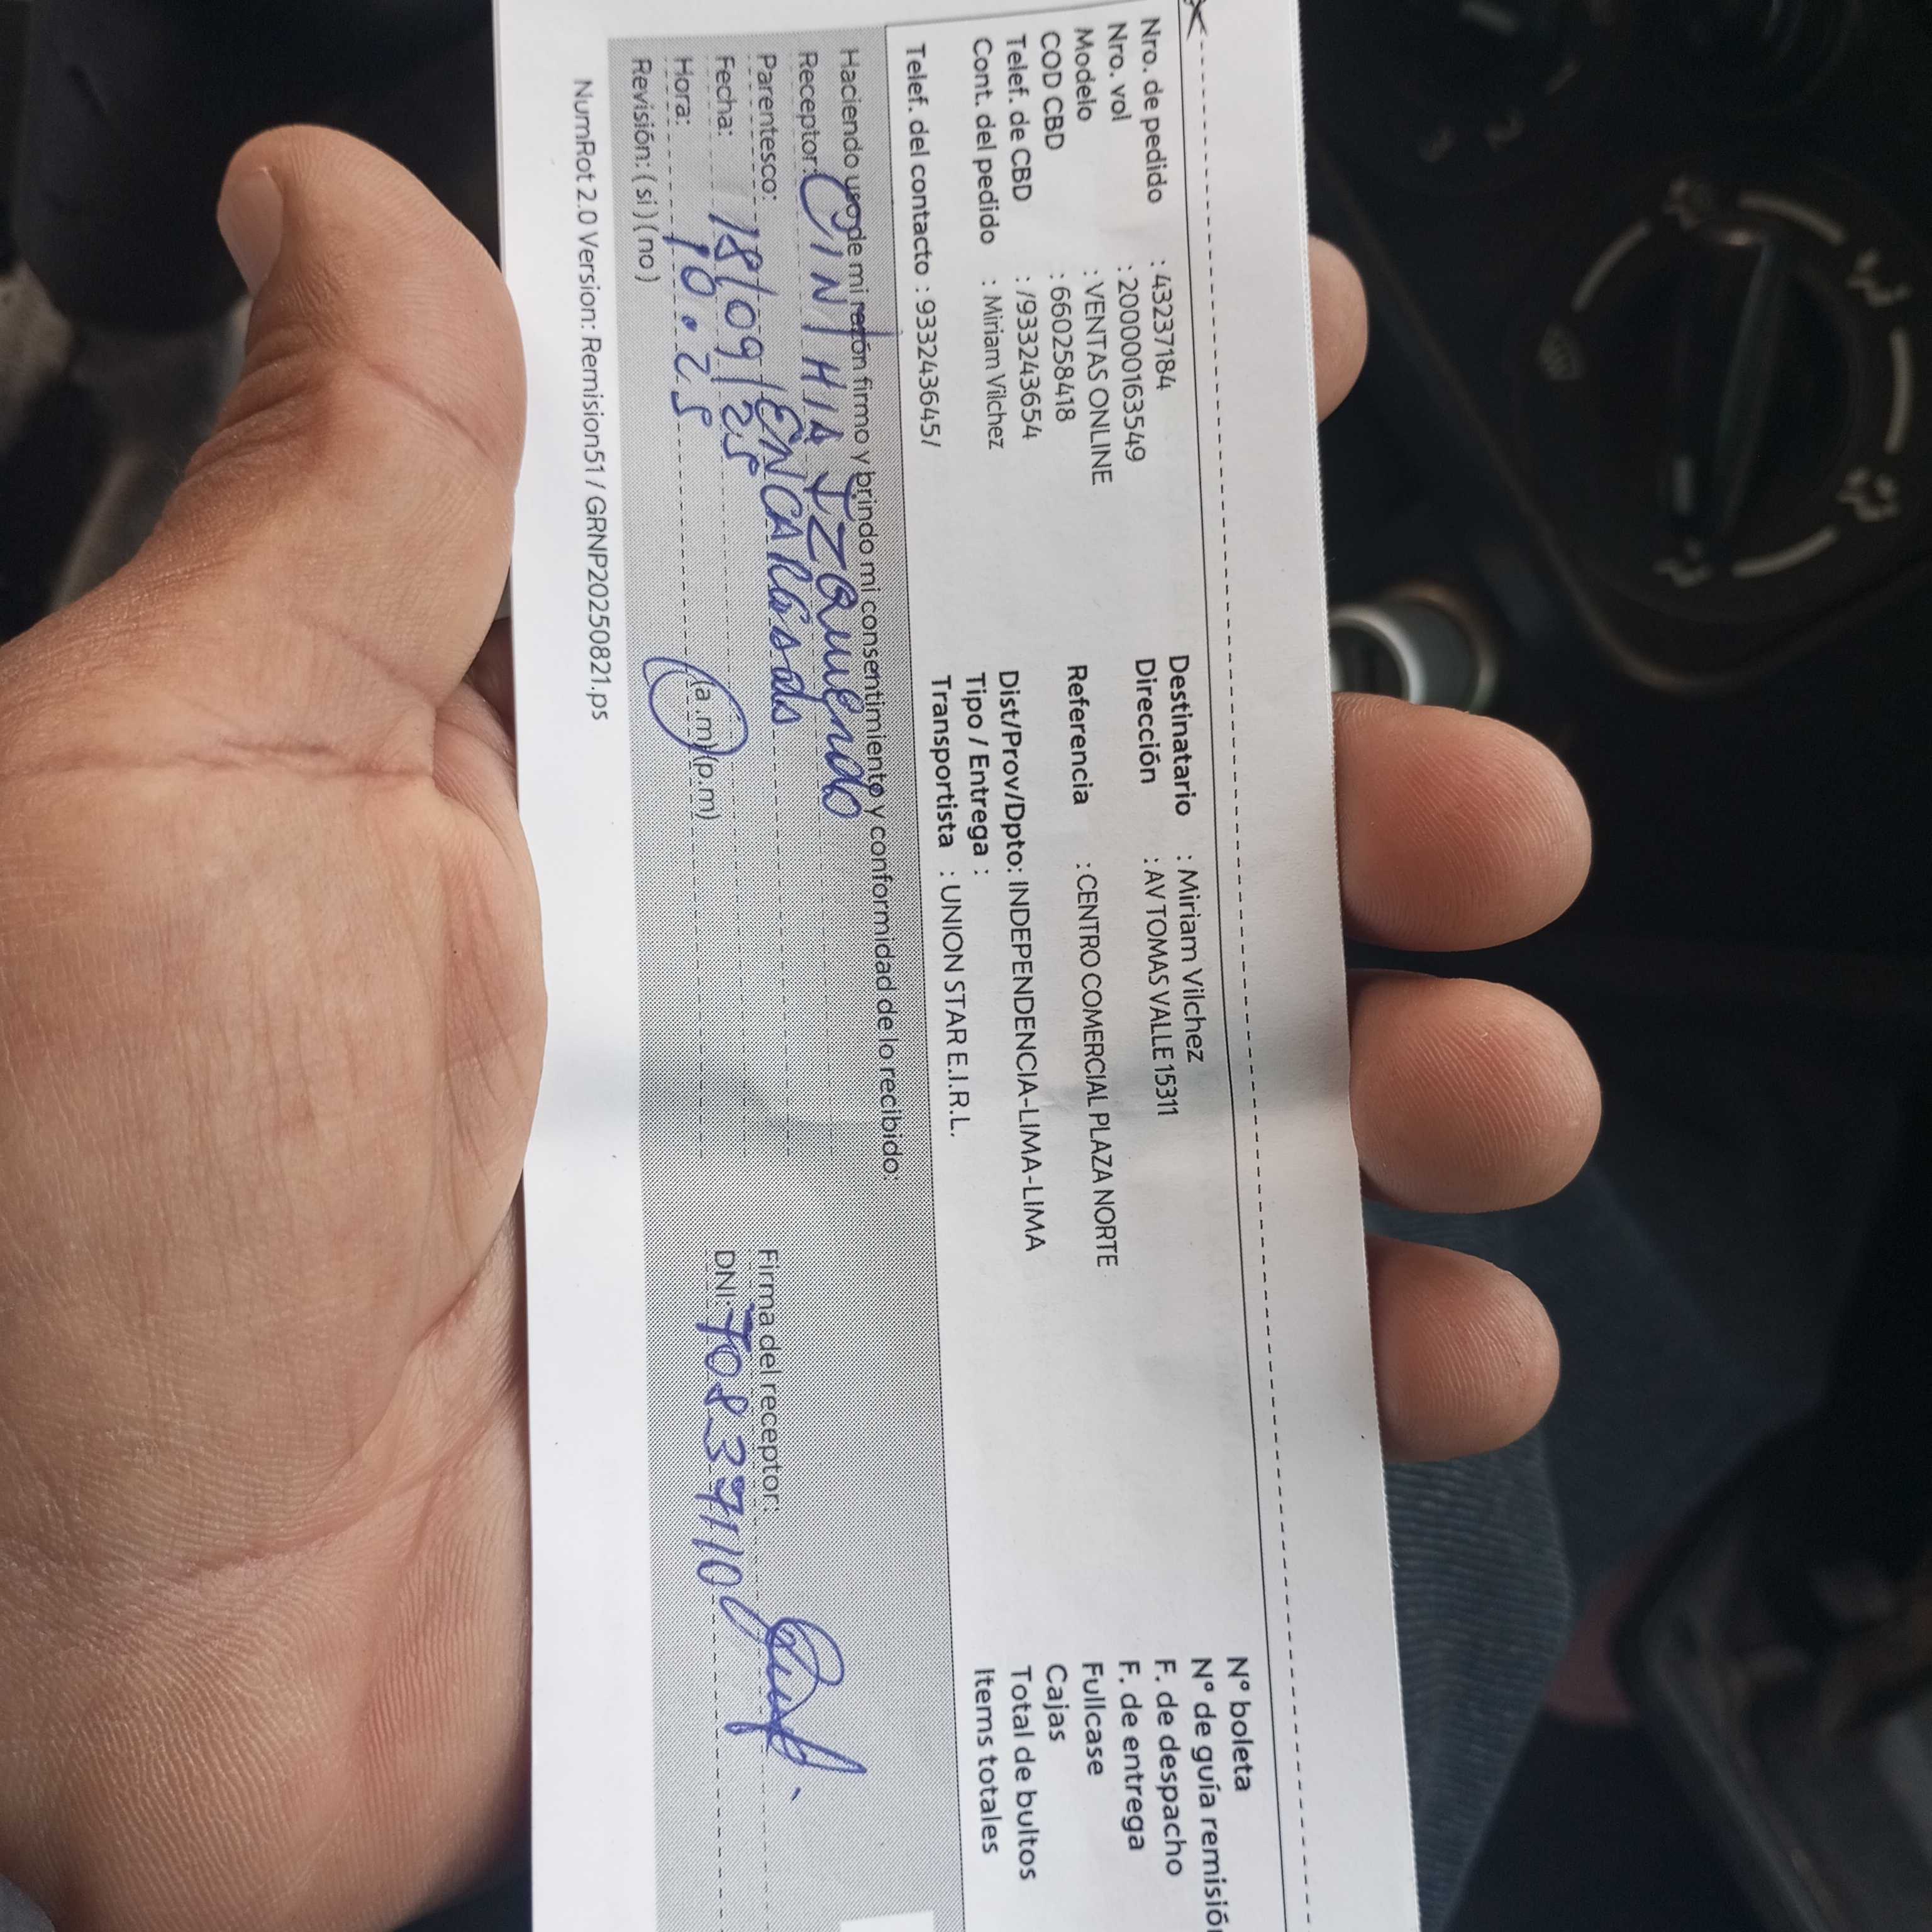 Nro. de pedido : 43237184
Nro. vol : 200000163549
Modelo : VENTAS ONLINE
COD CBD : 660258418
Telef. de CBD : /933243654
Cont. del pedido : Miriam Vilchez
Telef. del contacto : 933243645/
Destinatario : Miriam Vilchez
Dirección : AV TOMAS VALLE 15311
Referencia : CENTRO COMERCIAL PLAZA NORTE
Dist/Prov/Dpto: INDEPENDENCIA-LIMA-LIMA
Tipo / Entrega :
Transportista : UNION STAR E.I.R.L.
N° boleta
N° de guía remisión
F. de despacho
F. de entrega
Fullcase
Cajas
Total de bultos
Items totales
Haciendo uso de mi razón firmo y brindo mi consentimiento y conformidad de lo recibido:
Receptor: CINTHIA IZQUIERDO
Parentesco: ENCARGADA
Fecha: 18/09/25
Hora: 10.25 (a.m) (p.m)
Revisión: ( si ) ( no )
Firma del receptor:
DNI: 70837110
NumRot 2.0 Version: Remision51 / GRNP20250821.ps